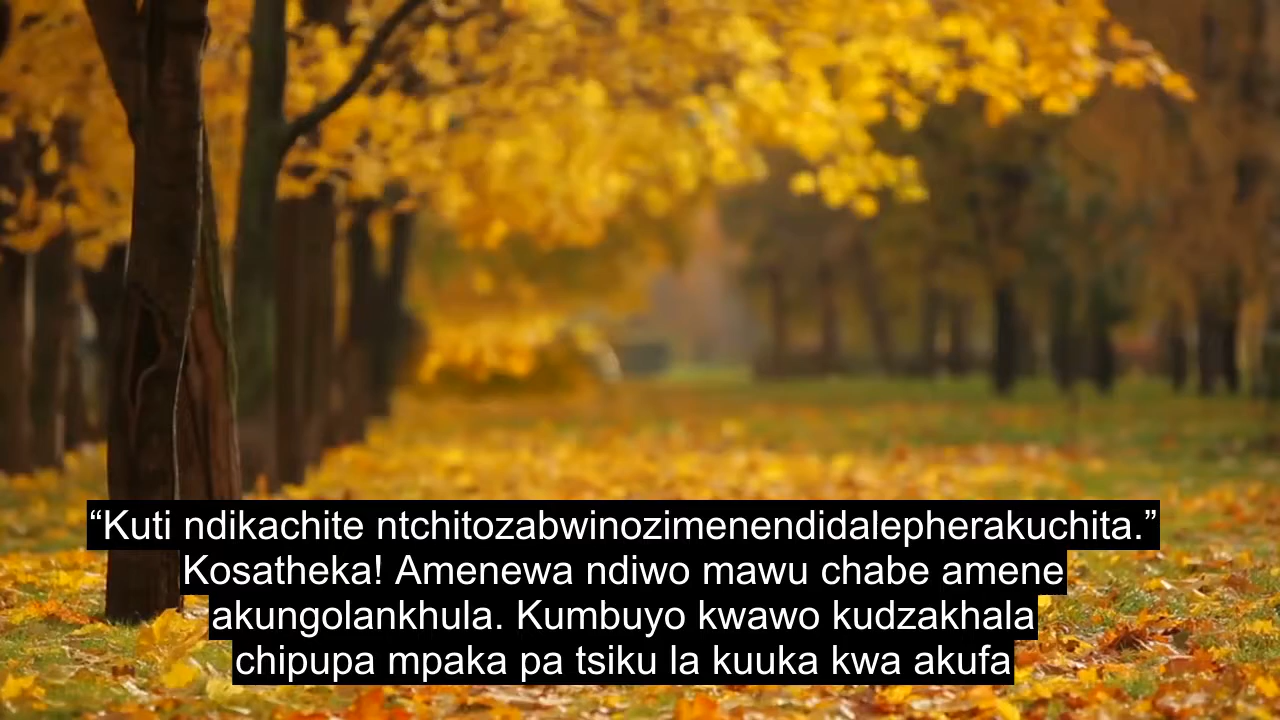 “Kuti ndikachite ntchitozabwinozimenendidalepherakuchita.”
Kosatheka! Amenewa ndiwo mawu chabe amene
akungolankhula. Kumbuyo kwawo kudzakhala
chipupa mpaka pa tsiku la kuuka kwa akufa